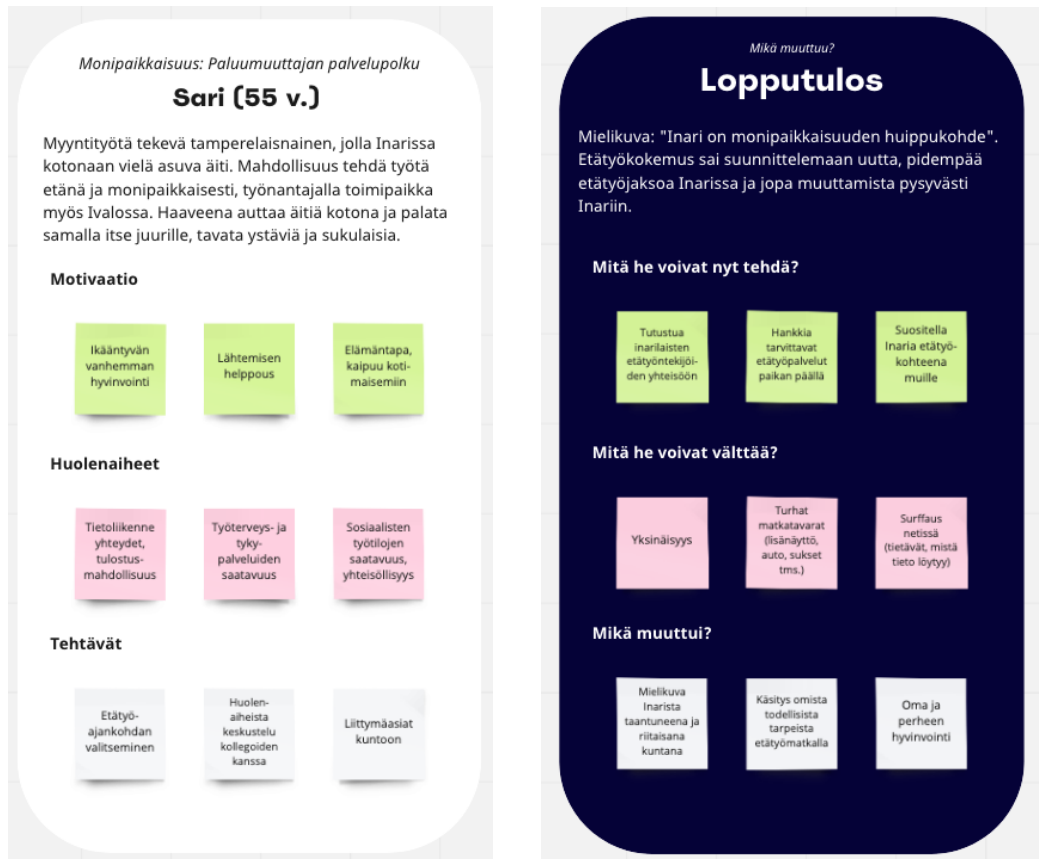 Monipaikkaisuus: Paluumuuttajan palvelupolku
Sari (55 v.)
Myyntityötä tekevä tamperelaisnainen, jolla Inarissa
kotonaan vielä asuva äiti. Mahdollisuus tehdä työtä
etänä ja monipaikkaisesti, työnantajalla toimipaikka
myös Ivalossa. Haaveena auttaa äitiä kotona ja palata
samalla itse juurille, tavata ystäviä ja sukulaisia.
Motivaatio
Ikääntyvän
vanhemman
hyvinvointi
Lähtemisen
helppous
Elämäntapa,
kaipuu koti-
maisemiin
Huolenaiheet
Tietoliikenne
yhteydet,
tulostus-
mahdollisuus
Työterveys- ja
tyky-
palveluiden
saatavuus
Sosiaalisten
työtilojen
saatavuus,
yhteisöllisyys
Tehtävät
Etätyö-
ajankohdan
valitseminen
Huolen-
aiheista
keskustelu
kollegoiden
kanssa
Liittymäasiat
kuntoon
Mikä muuttuu?
Lopputulos
Mielikuva: "Inari on monipaikkaisuuden huippukohde".
Etätyökokemus sai suunnittelemaan uutta, pidempää
etätyöjaksoa Inarissa ja jopa muuttamista pysyvästi
Inariin.
Mitä he voivat nyt tehdä?
Tutustua
inarilaisten
etätyöntekijöi-
den yhteisöön
Hankkia
tarvittavat
etätyöpalvelut
paikan päällä
Suositella
Inaria etätyö-
kohteena
muille
Mitä he voivat välttää?
Yksinäisyys
Turhat
matkatavarat
(lisänäyttö,
auto, sukset
tms.)
Surffaus
netissä
(tietävät, mistä
tieto löytyy)
Mikä muuttui?
Mielikuva
Inarista
taantuneena ja
riitaisana
kuntana
Käsitys omista
todellisista
tarpeista
etätyömatkalla
Oma ja
perheen
hyvinvointi